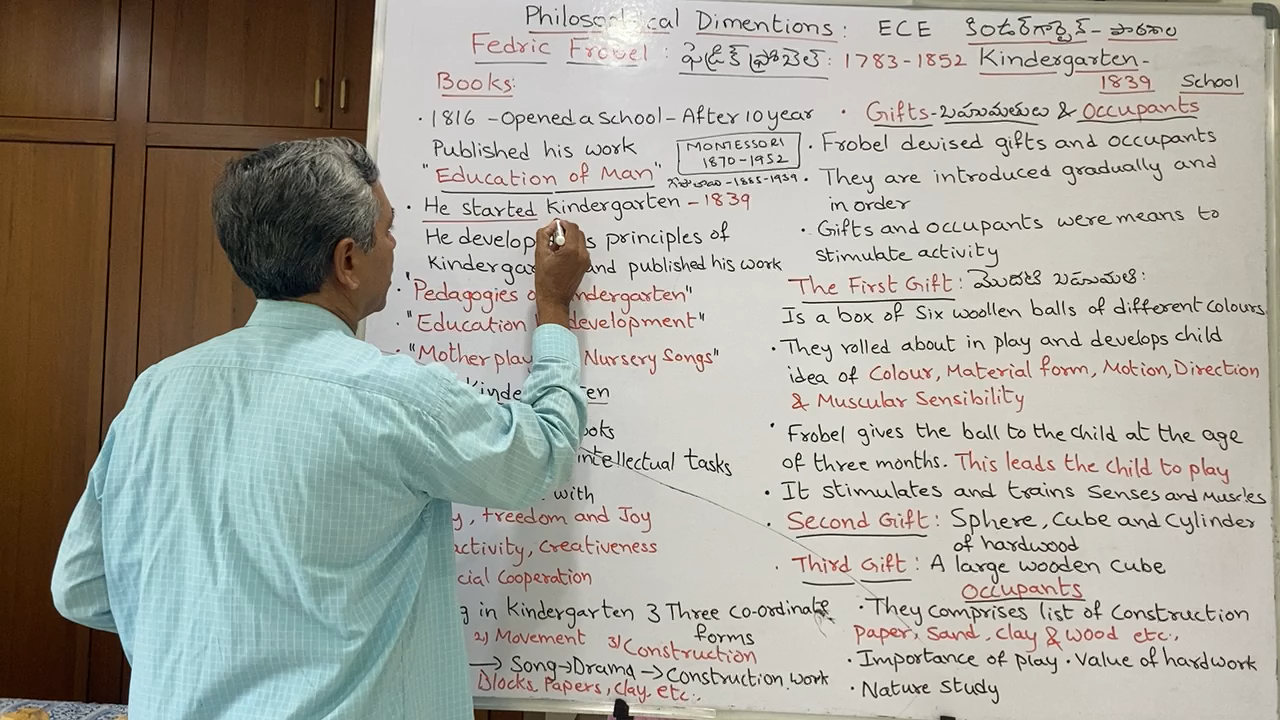 Philosophical Dimentions : ECE కిండర్‌గార్టెన్ - పాఠశాల
Fedric Frobel : ఫ్రెడ్రిక్ ఫ్రోబెల్ : 1783-1852 Kindergarten -
1839 School
Books:
· 1816 - Opened a School - After 10 year
Published his work
"Education of Man"
MONTESSORI
1870-1952
1885-1939
· He started Kindergarten - 1839
He develop principles of
and published his work
· "Pedagogies
· "Education development"
· "Mother play Nursery Songs"
intellectual tasks
with
, freedom and Joy
activity, Creativeness
Cooperation
in Kindergarten 3 Three co-ordinate
forms
2) Movement 3) Construction
→ Song → Drama → Construction work
Blocks, Papers, clay. etc.,
· Gifts - బహుమతులు & Occupants
· Frobel devised gifts and occupants
· They are introduced gradually and
in order
· Gifts and occupants were means to
stimulate activity
The First Gift : మొదటి బహుమతి :
Is a box of Six woollen balls of different colours
· They rolled about in play and develops child
idea of Colour, Material form, Motion, Direction
& Muscular Sensibility
· Frobel gives the ball to the child at the age
of three months. This leads the child to play
· It stimulates and trains Senses and Muscles
· Second Gift : Sphere, Cube and Cylinder
of hardwood
· Third Gift : A large wooden cube
Occupants
· They comprises list of Construction
Paper, Sand, Clay & Wood etc.,
· Importance of play · Value of hardwork
· Nature Study